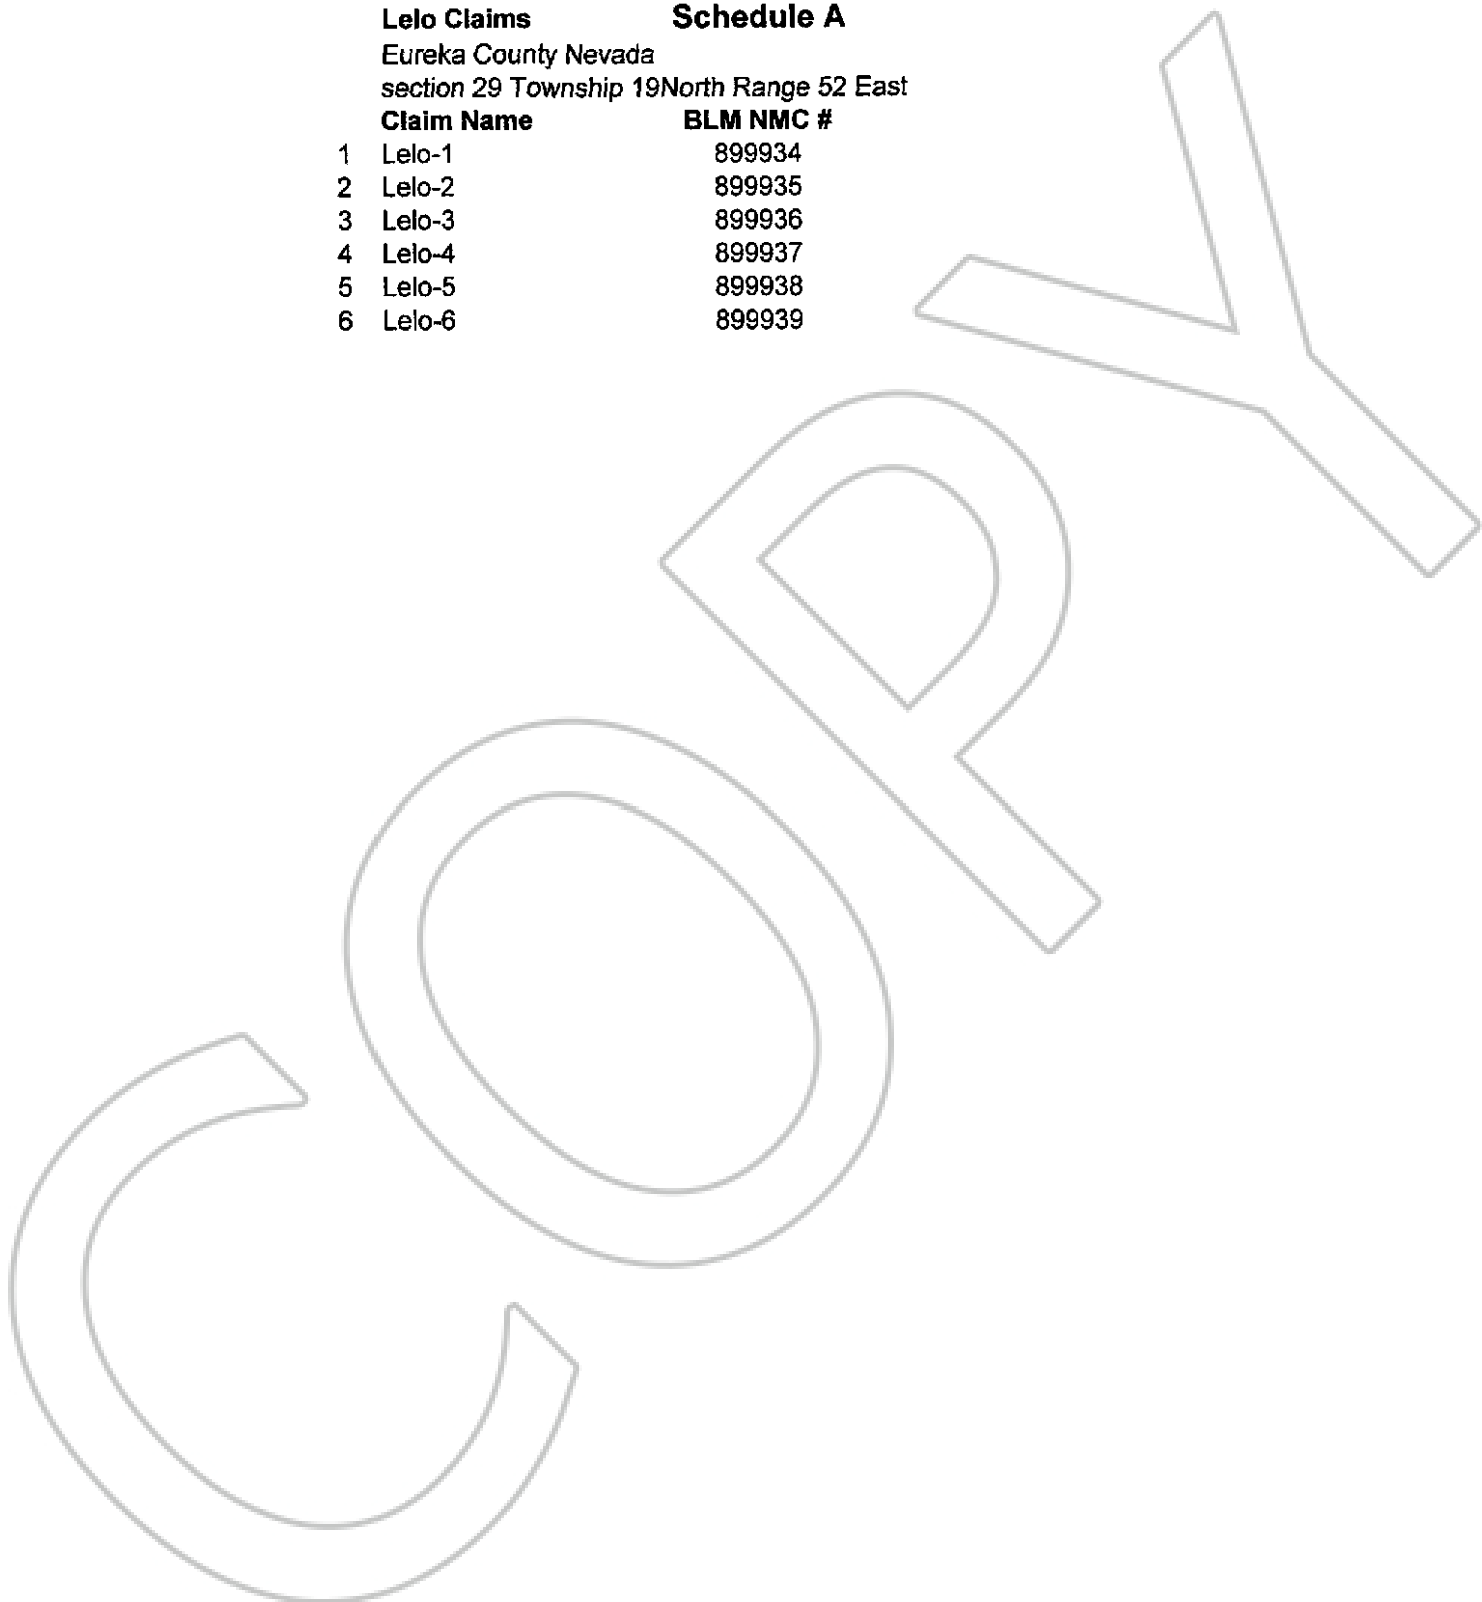 Lelo Claims Schedule A
Eureka County Nevada
section 29 Township 19North Range 52 East
Claim Name BLM NMC #
1 Lelo-1 899934
2 Lelo-2 899935
3 Lelo-3 899936
4 Lelo-4 899937
5 Lelo-5 899938
6 Lelo-6 899939
COPY